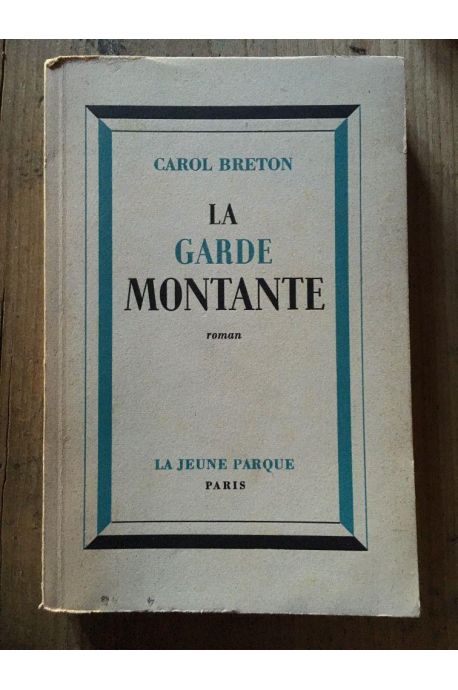 CAROL BRETON
LA
GARDE
MONTANTE
roman
LA JEUNE PARQUE
PARIS